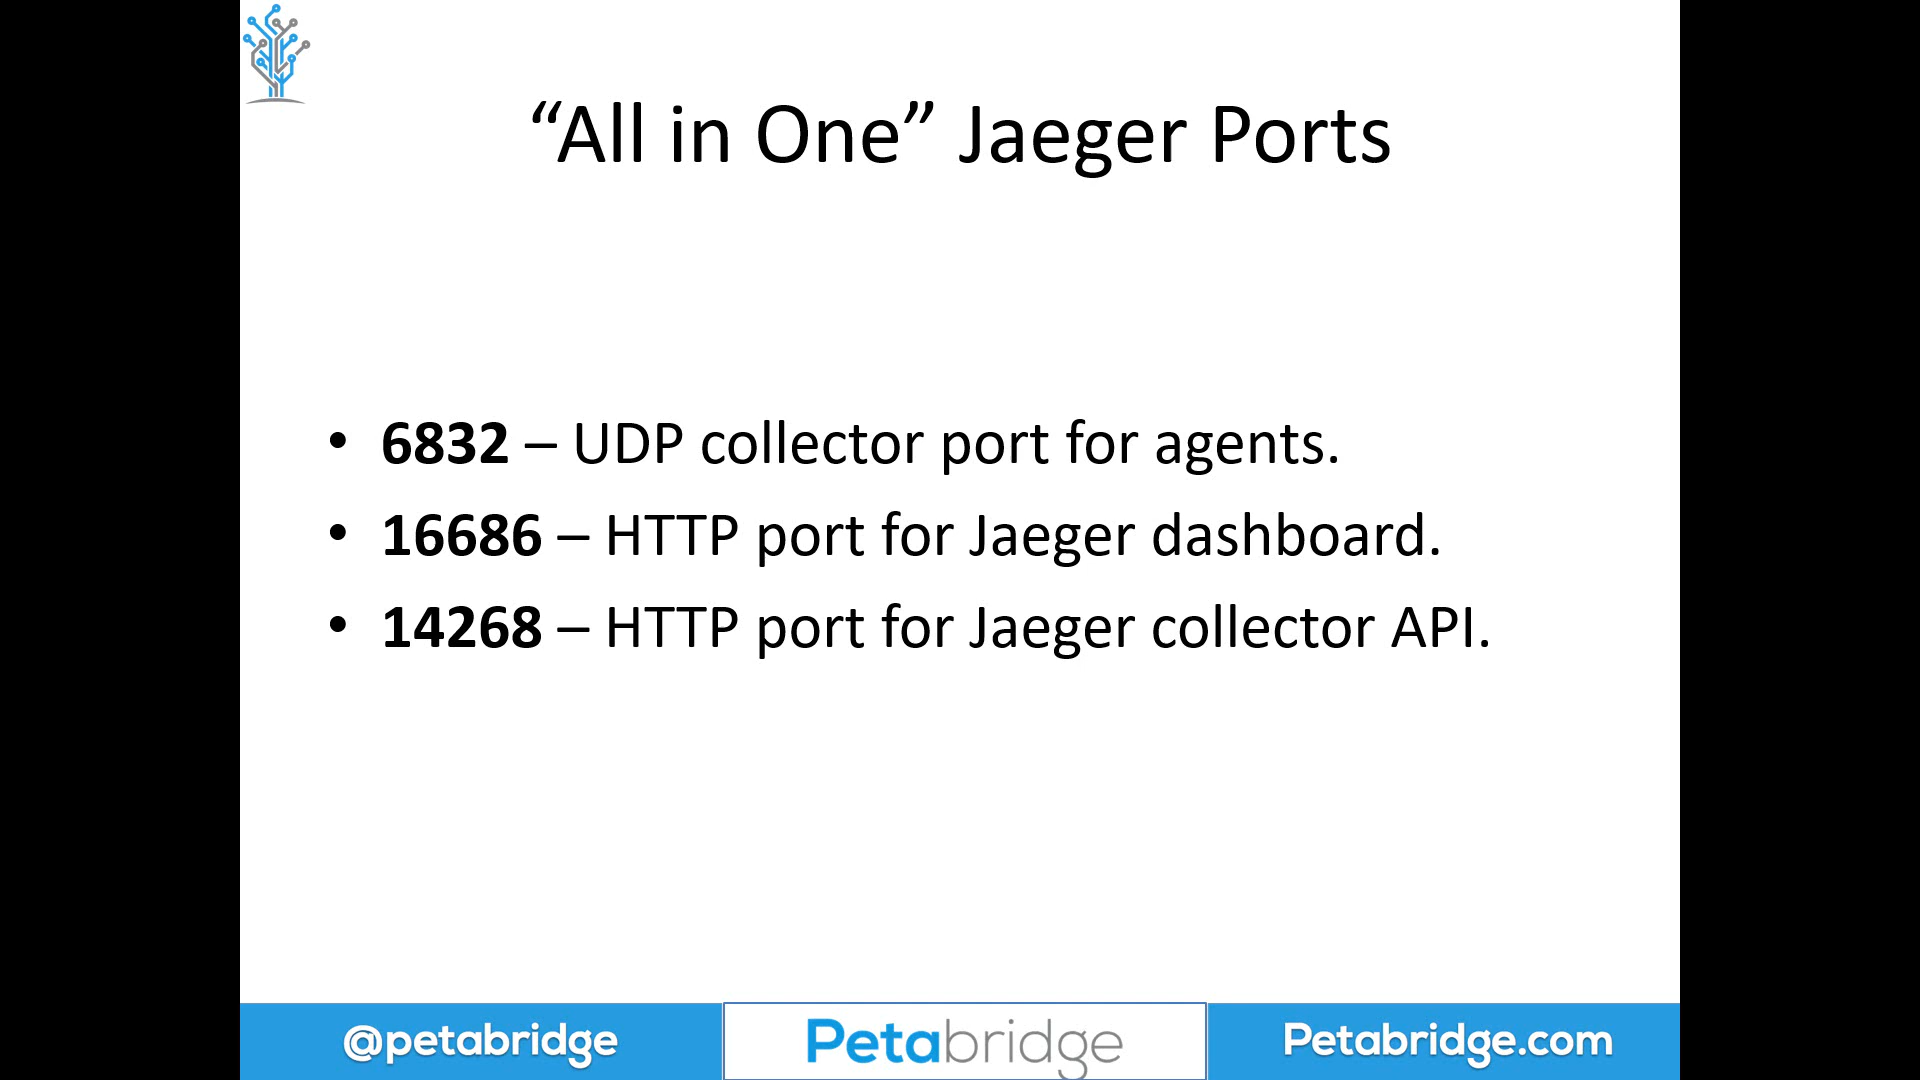 “All in One” Jaeger Ports
• 6832 – UDP collector port for agents.
• 16686 – HTTP port for Jaeger dashboard.
• 14268 – HTTP port for Jaeger collector API.
@petabridge
Petabridge
Petabridge.com